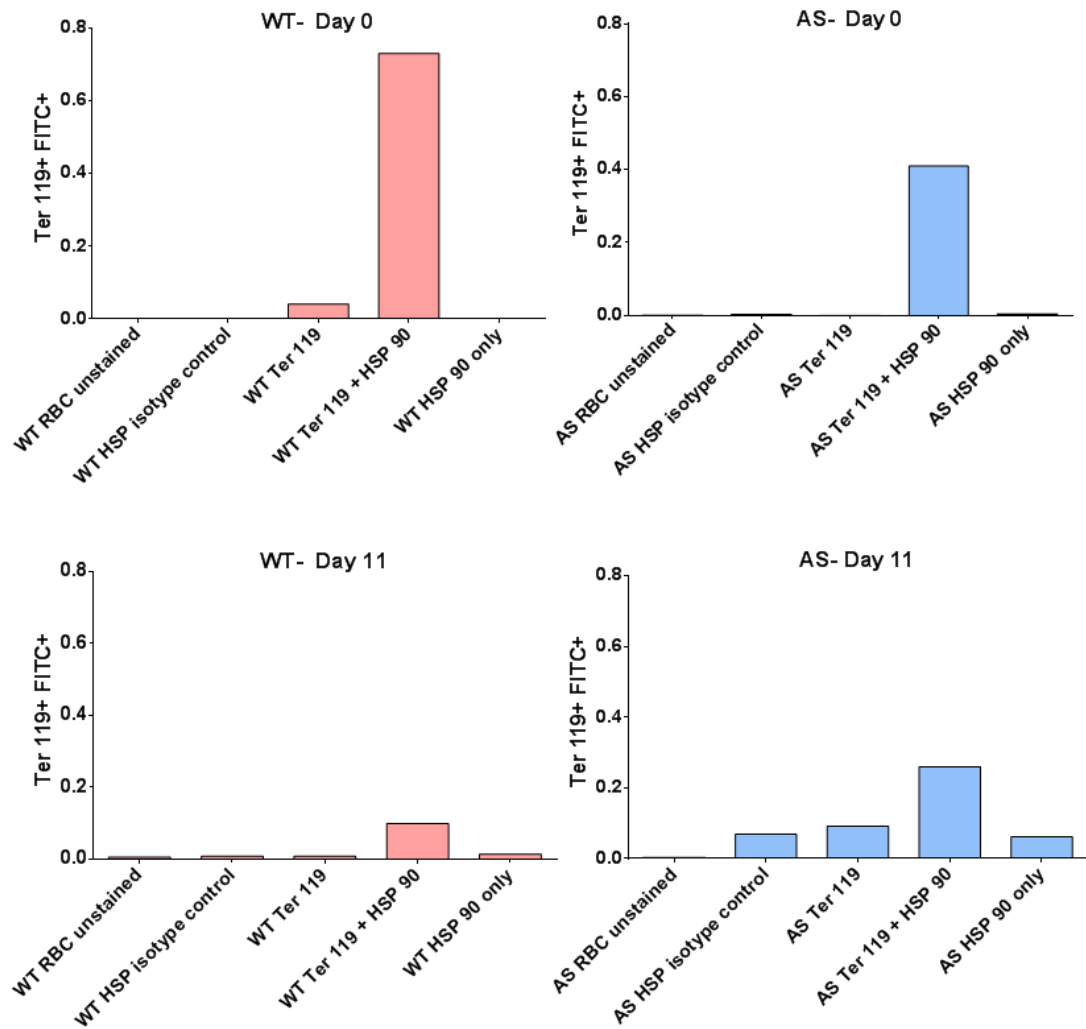 WT- Day 0
Ter 119+ FITC+
0.8
0.6
0.4
0.2
0.0
WT RBC unstained
WT HSP isotype control
WT Ter 119
WT Ter 119 + HSP 90
WT HSP 90 only
AS- Day 0
Ter 119+ FITC+
0.8
0.6
0.4
0.2
0.0
AS RBC unstained
AS HSP isotype control
AS Ter 119
AS Ter 119 + HSP 90
AS HSP 90 only
WT- Day 11
Ter 119+ FITC+
0.8
0.6
0.4
0.2
0.0
WT RBC unstained
WT HSP isotype control
WT Ter 119
WT Ter 119 + HSP 90
WT HSP 90 only
AS- Day 11
Ter 119+ FITC+
0.8
0.6
0.4
0.2
0.0
AS RBC unstained
AS HSP isotype control
AS Ter 119
AS Ter 119 + HSP 90
AS HSP 90 only